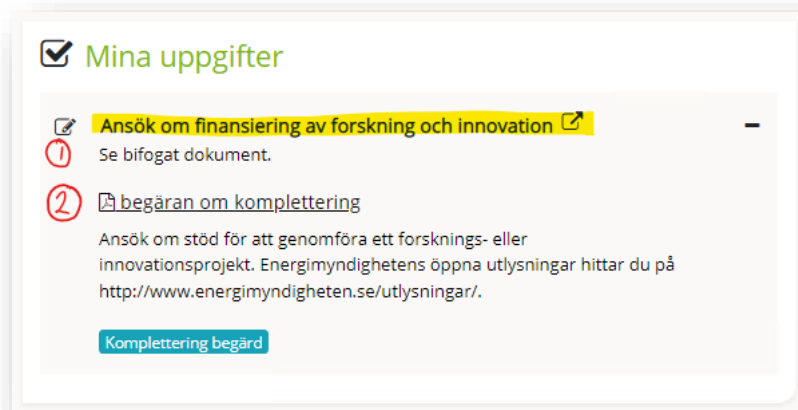 Mina uppgifter
Ansök om finansiering av forskning och innovation
1
Se bifogat dokument.
2
begäran om komplettering
Ansök om stöd för att genomföra ett forsknings- eller
innovationsprojekt. Energimyndighetens öppna utlysningar hittar du på
http://www.energimyndigheten.se/utlysningar/.
Komplettering begärd